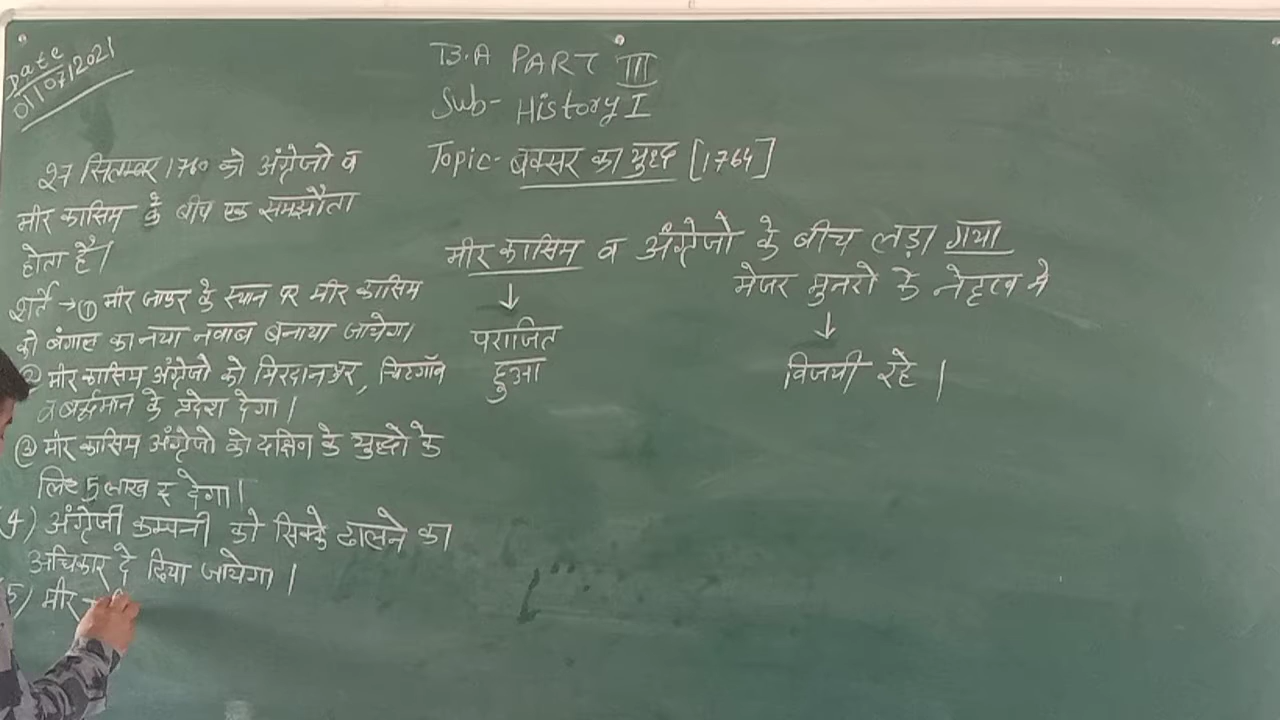 Date
01/07/2021
B.A PART III
Sub- History I
Topic- बक्सर का युध्द [1764]
27 सितम्बर 1760 को अंग्रेजो व
मीर कासिम के बीच एक समझौता
होता है।
शर्ते → ① मीर जाफर के स्थान पर मीर कासिम
को बंगाल का नया नवाब बनाया जायेगा।
② मीर कासिम अंग्रेजो को मिदनापुर, चिटगाँव
व बर्द्धमान के प्रदेश देगा।
③ मीर कासिम अंग्रेजो को दक्षिण के युद्धो के
लिए 5 लाख रु देगा।
4) अंग्रेजी कम्पनी को सिक्के ढालने का
अधिकार दे दिया जायेगा।
5) मीर
मीर कासिम व अंग्रेजो के बीच लड़ा गया
मेजर मुनरो के नेतृत्व मे
↓
पराजित
हुआ
↓
विजयी रहे।